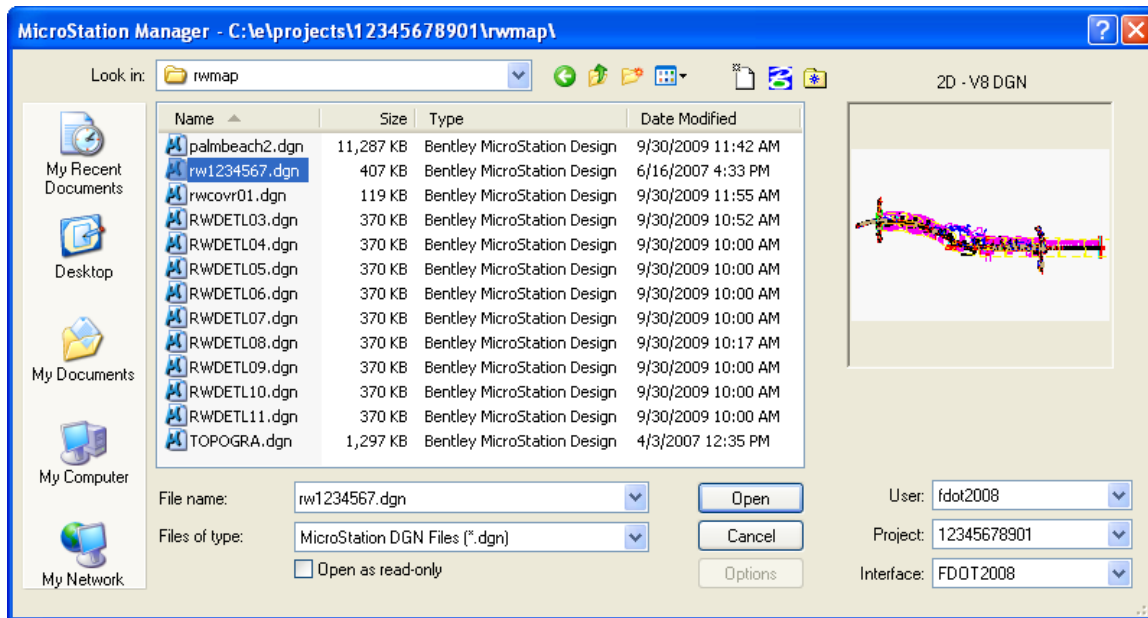 MicroStation Manager - C:\e\projects\12345678901\rwmap\
Look in: rwmap
2D - V8 DGN
Name Size Type Date Modified
palmbeach2.dgn 11,287 KB Bentley MicroStation Design 9/30/2009 11:42 AM
rw1234567.dgn 407 KB Bentley MicroStation Design 6/16/2007 4:33 PM
rwcovr01.dgn 119 KB Bentley MicroStation Design 9/30/2009 11:55 AM
RWDETL03.dgn 370 KB Bentley MicroStation Design 9/30/2009 10:52 AM
RWDETL04.dgn 370 KB Bentley MicroStation Design 9/30/2009 10:00 AM
RWDETL05.dgn 370 KB Bentley MicroStation Design 9/30/2009 10:00 AM
RWDETL06.dgn 370 KB Bentley MicroStation Design 9/30/2009 10:00 AM
RWDETL07.dgn 370 KB Bentley MicroStation Design 9/30/2009 10:00 AM
RWDETL08.dgn 370 KB Bentley MicroStation Design 9/30/2009 10:17 AM
RWDETL09.dgn 370 KB Bentley MicroStation Design 9/30/2009 10:00 AM
RWDETL10.dgn 370 KB Bentley MicroStation Design 9/30/2009 10:00 AM
RWDETL11.dgn 370 KB Bentley MicroStation Design 9/30/2009 10:00 AM
TOPOGRA.dgn 1,297 KB Bentley MicroStation Design 4/3/2007 12:35 PM
My Recent
Documents
Desktop
My Documents
My Computer
My Network
File name: rw1234567.dgn Open
Files of type: MicroStation DGN Files (*.dgn) Cancel
Open as read-only Options
User: fdot2008
Project: 12345678901
Interface: FDOT2008